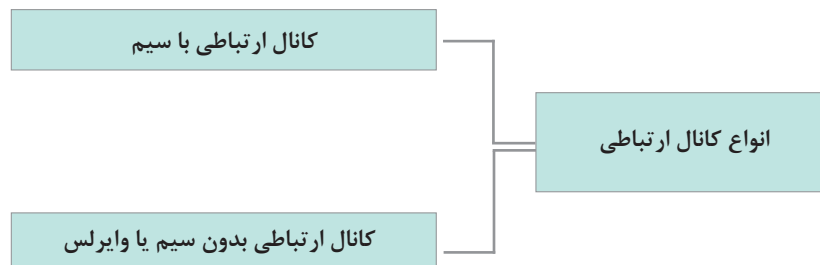 انواع کانال ارتباطی
کانال ارتباطی با سیم
کانال ارتباطی بدون سیم یا وایرلس